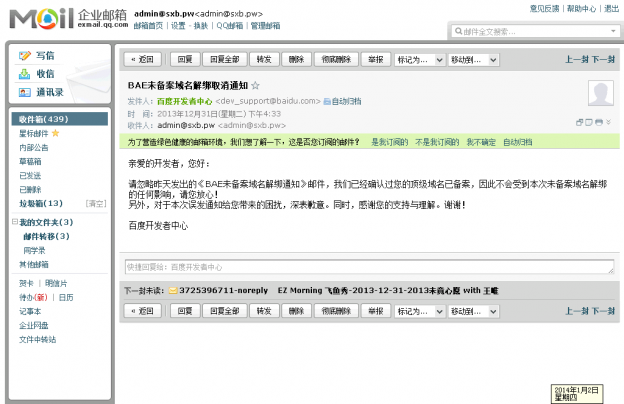 Mail 企业邮箱
exmail.qq.com
admin@sxb.pw<admin@sxb.pw>
邮箱首页 | 设置 - 换肤 | QQ邮箱 | 管理邮箱
意见反馈 | 帮助中心 | 退出
邮件全文搜索...
写信
收信
通讯录
收件箱(439)
星标邮件
内部公告
草稿箱
已发送
已删除
垃圾箱(13) [清空]
我的文件夹(3)
邮件转移(3)
同学录
其他邮箱
贺卡 | 明信片
待办(新) | 日历
记事本
企业网盘
文件中转站
« 返回 回复 回复全部 转发 删除 彻底删除 举报 标记为... 移动到... 上一封 下一封
BAE未备案域名解绑取消通知
发件人：百度开发者中心 <dev_support@baidu.com> 自动归档
时 间：2013年12月31日(星期二) 下午4:33
收件人：admin@sxb.pw <admin@sxb.pw>
为了营造绿色健康的邮箱环境，我们想了解一下，这是否您订阅的邮件？ 是我订阅的 不是我订阅的 我不确定 自动归档
亲爱的开发者，您好：
请您忽略昨天发出的《BAE未备案域名解绑通知》邮件，我们已经确认过您的顶级域名已备案，因此不会受到本次未备案域名解绑
的任何影响，请您放心！
另外，对于本次误发通知给您带来的困扰，深表歉意。同时，感谢您的支持与理解。谢谢！
百度开发者中心
快捷回复给：百度开发者中心
下一封未读： 3725396711-noreply EZ Morning 飞鱼秀-2013-12-31-2013未竟心愿 with 王唯
« 返回 回复 回复全部 转发 删除 彻底删除 举报 标记为... 移动到... 上一封 下一封
2014年1月2日
星期四